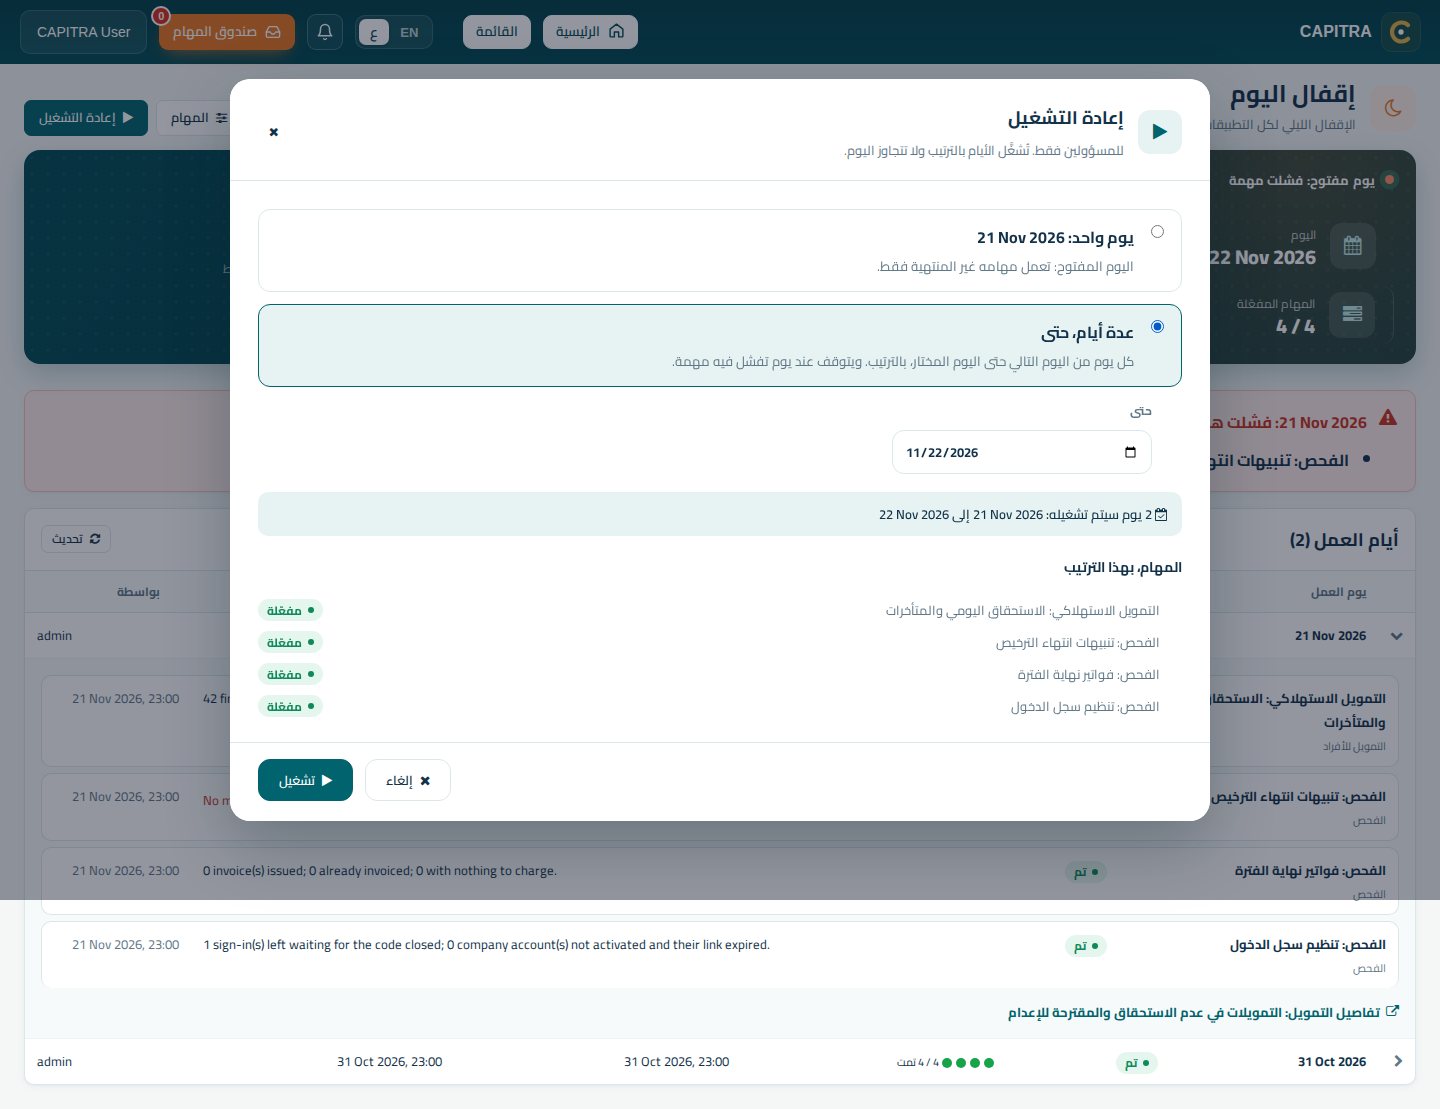 CAPITRA
الرئيسية
القائمة
EN
ع
صندوق المهام
0
CAPITRA User
إقفال اليوم
الإقفال الليلي لكل
المهام
إعادة التشغيل
يوم مفتوح: فشلت مهمة
اليوم
22 Nov 2026
المهام المفعّلة
4 / 4
21 Nov 2026: فشلت
الفحص: تنبيهات
أيام العمل (2)
تحديث
يوم العمل
بواسطة
21 Nov 2026
admin
التمويل الاستهلاكي:
والمتأخرات
التمويل للأفراد
42
21 Nov 2026, 23:00
الفحص: تنبيهات انتهاء الترخيص
الفحص
No
21 Nov 2026, 23:00
الفحص: فواتير نهاية الفترة
الفحص
تم
0 invoice(s) issued; 0 already invoiced; 0 with nothing to charge.
21 Nov 2026, 23:00
الفحص: تنظيم سجل الدخول
الفحص
تم
1 sign-in(s) left waiting for the code closed; 0 company account(s) not activated and their link expired.
21 Nov 2026, 23:00
تفاصيل التمويل: التمويلات في عدم الاستحقاق والمقترحة للإعدام
31 Oct 2026
تم
4 / 4 تمت
31 Oct 2026, 23:00
31 Oct 2026, 23:00
admin
إعادة التشغيل
للمسؤولين فقط. تُشغَّل الأيام بالترتيب ولا تتجاوز اليوم.
يوم واحد: 21 Nov 2026
اليوم المفتوح: تعمل مهامه غير المنتهية فقط.
عدة أيام، حتى
كل يوم من اليوم التالي حتى اليوم المختار، بالترتيب. ويتوقف عند يوم تفشل فيه مهمة.
حتى
11/22/2026
2 يوم سيتم تشغيله: 21 Nov 2026 إلى 22 Nov 2026
المهام، بهذا الترتيب
التمويل الاستهلاكي: الاستحقاق اليومي والمتأخرات
مفعّلة
الفحص: تنبيهات انتهاء الترخيص
مفعّلة
الفحص: فواتير نهاية الفترة
مفعّلة
الفحص: تنظيم سجل الدخول
مفعّلة
إلغاء
تشغيل